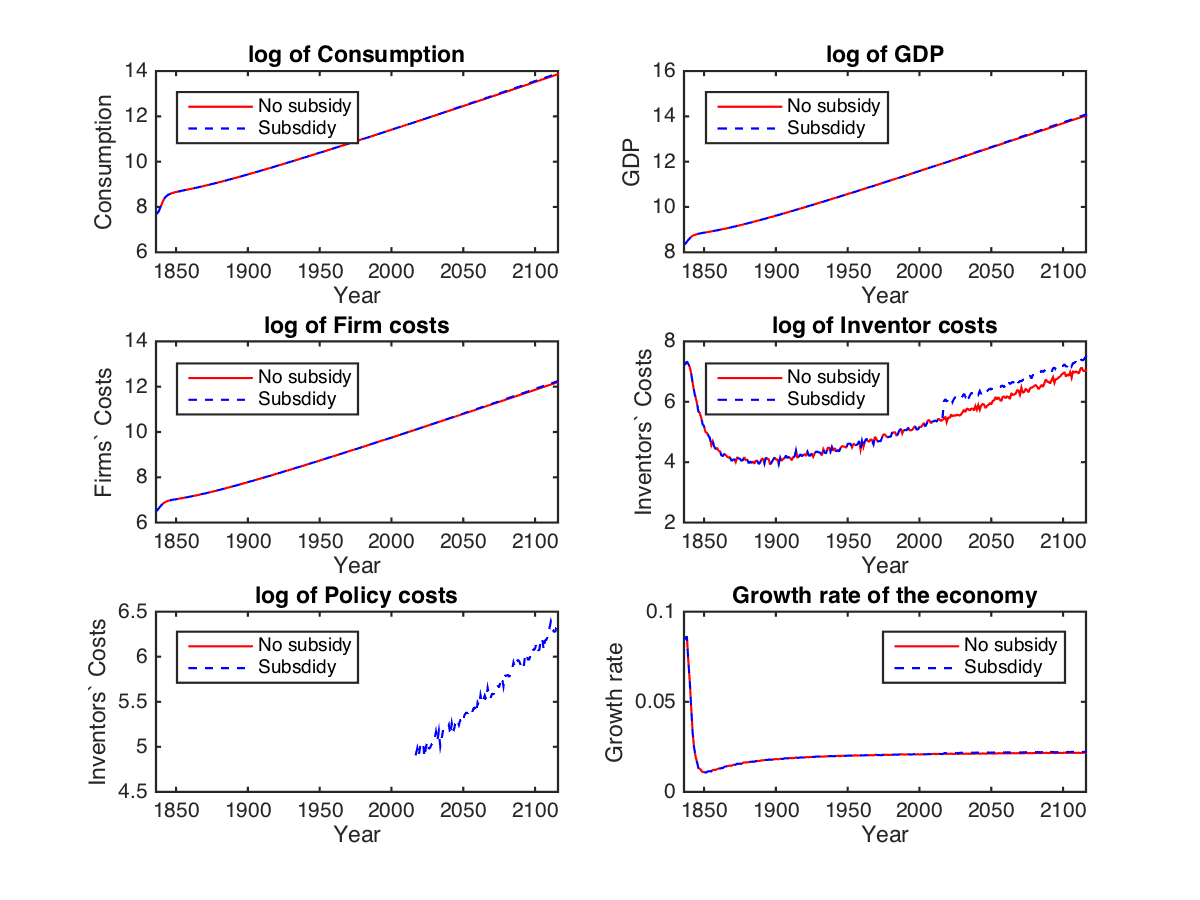 log of Consumption
14
12
10
8
6
Consumption
No subsidy
Subsdidy
1850 1900 1950 2000 2050 2100
Year
log of GDP
16
14
12
10
8
GDP
No subsidy
Subsdidy
1850 1900 1950 2000 2050 2100
Year
log of Firm costs
14
12
10
8
6
Firms` Costs
No subsidy
Subsdidy
1850 1900 1950 2000 2050 2100
Year
log of Inventor costs
8
6
4
2
Inventors` Costs
No subsidy
Subsdidy
1850 1900 1950 2000 2050 2100
Year
log of Policy costs
6.5
6
5.5
5
4.5
Inventors` Costs
No subsidy
Subsdidy
1850 1900 1950 2000 2050 2100
Year
Growth rate of the economy
0.1
0.05
0
Growth rate
No subsidy
Subsdidy
1850 1900 1950 2000 2050 2100
Year